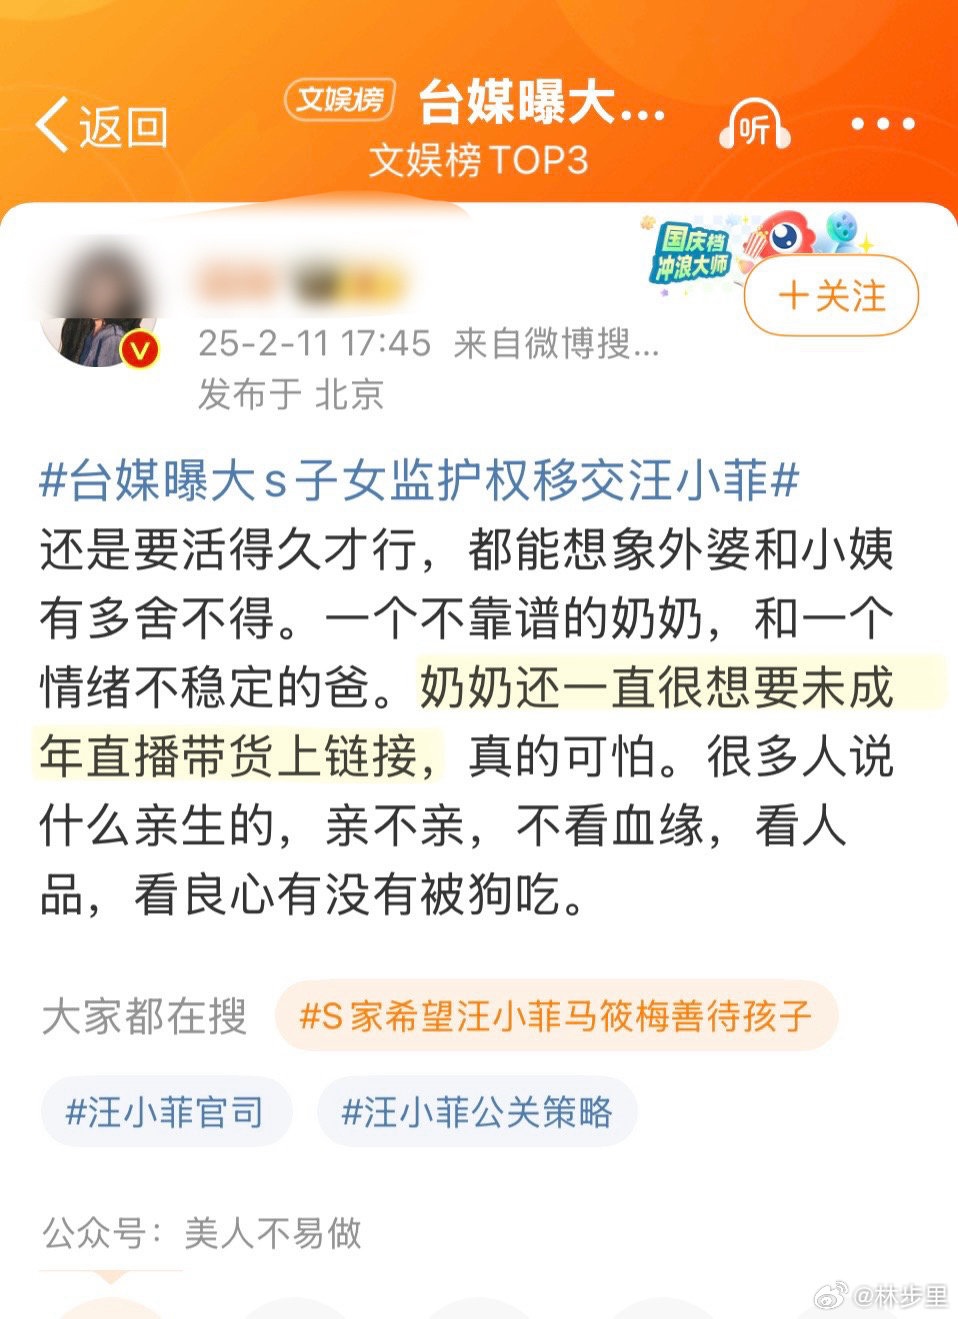 返回
文娱榜
台媒曝大...
文娱榜TOP3
听
国庆档
冲浪大师
+关注
25-2-11 17:45 来自微博搜...
发布于 北京
#台媒曝大s子女监护权移交汪小菲#
还是要活得久才行，都能想象外婆和小姨
有多舍不得。一个不靠谱的奶奶，和一个
情绪不稳定的爸。奶奶还一直很想要未成
年直播带货上链接，真的可怕。很多人说
什么亲生的，亲不亲，不看血缘，看人
品，看良心有没有被狗吃。
大家都在搜
#S家希望汪小菲马筱梅善待孩子
#汪小菲官司
#汪小菲公关策略
公众号：美人不易做
@林步里